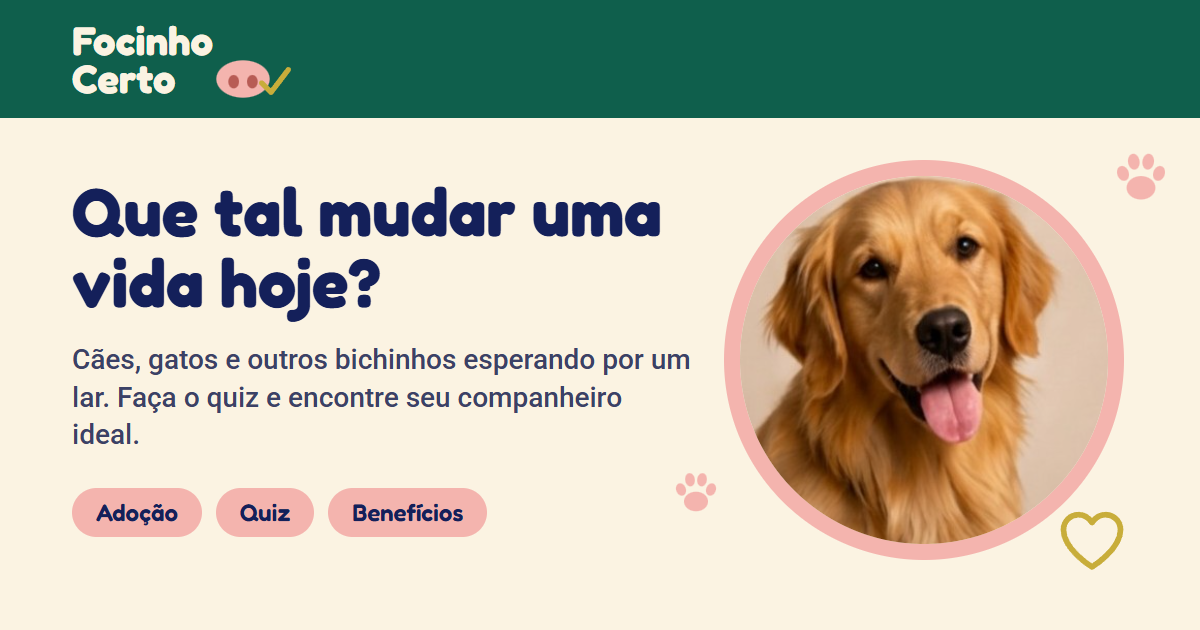 Focinho
Certo
Que tal mudar uma
vida hoje?
Cães, gatos e outros bichinhos esperando por um
lar. Faça o quiz e encontre seu companheiro
ideal.
Adoção
Quiz
Benefícios